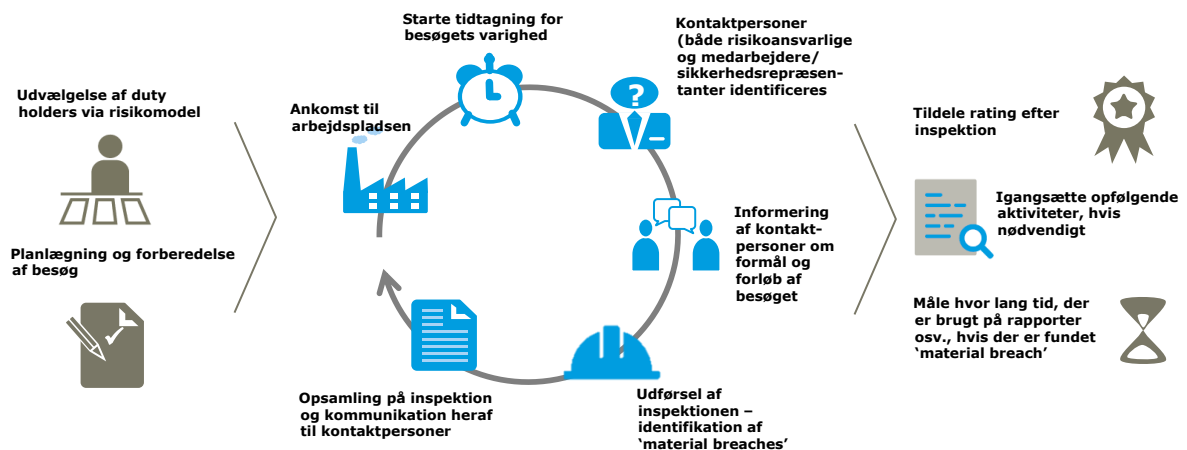 Udvælgelse af duty
holders via risikomodel
Planlægning og forberedelse
af besøg
Ankomst til
arbejdspladsen
Starte tidtagning for
besøgets varighed
Kontaktpersoner
(både risikoansvarlige
og medarbejdere/
sikkerhedsrepræsen-
tanter identificeres
?
Informering
af kontakt-
personer om
formål og
forløb af
besøget
Udførsel af
inspektionen –
identifikation af
‘material breaches’
Opsamling på inspektion
og kommunikation heraf
til kontaktpersoner
Tildele rating efter
inspektion
Igangsætte opfølgende
aktiviteter, hvis
nødvendigt
Måle hvor lang tid, der
er brugt på rapporter
osv., hvis der er fundet
‘material breach’